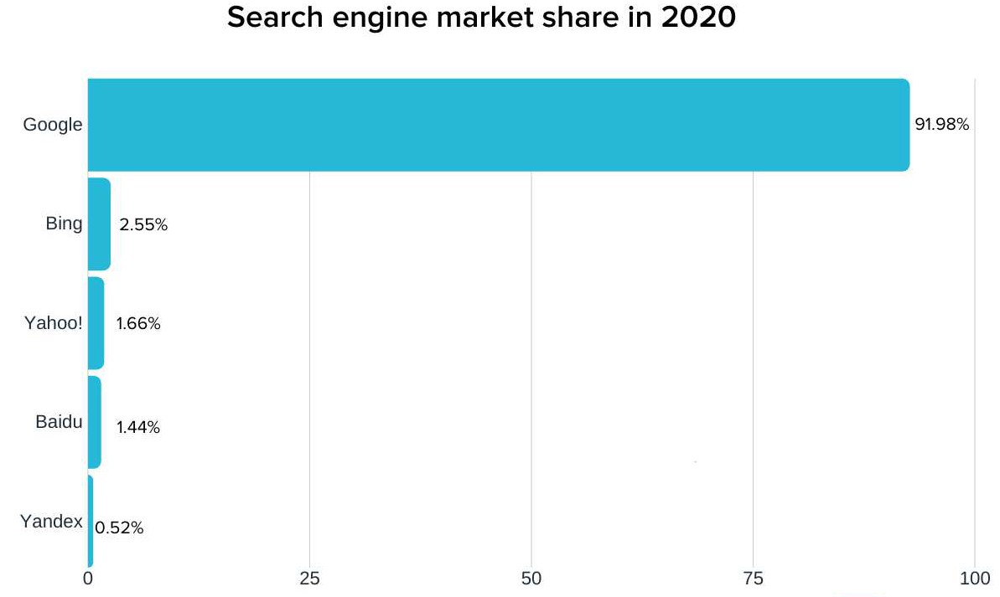 Search engine market share in 2020
Google 91.98%
Bing 2.55%
Yahoo! 1.66%
Baidu 1.44%
Yandex 0.52%
0 25 50 75 100